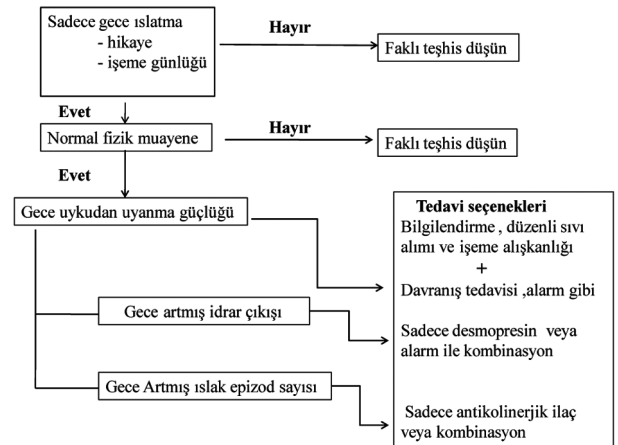 Sadece gece ıslatma
- hikaye
- işeme günlüğü
Hayır
Faklı teşhis düşün
Evet
Normal fizik muayene
Hayır
Faklı teşhis düşün
Evet
Gece uykudan uyanma güçlüğü
Tedavi seçenekleri
Bilgilendirme , düzenli sıvı
alımı ve işeme alışkanlığı
+
Davranış tedavisi ,alarm gibi
Gece artmış idrar çıkışı
Sadece desmopresin veya
alarm ile kombinasyon
Gece Artmış ıslak epizod sayısı
Sadece antikolinerjik ilaç
veya kombinasyon